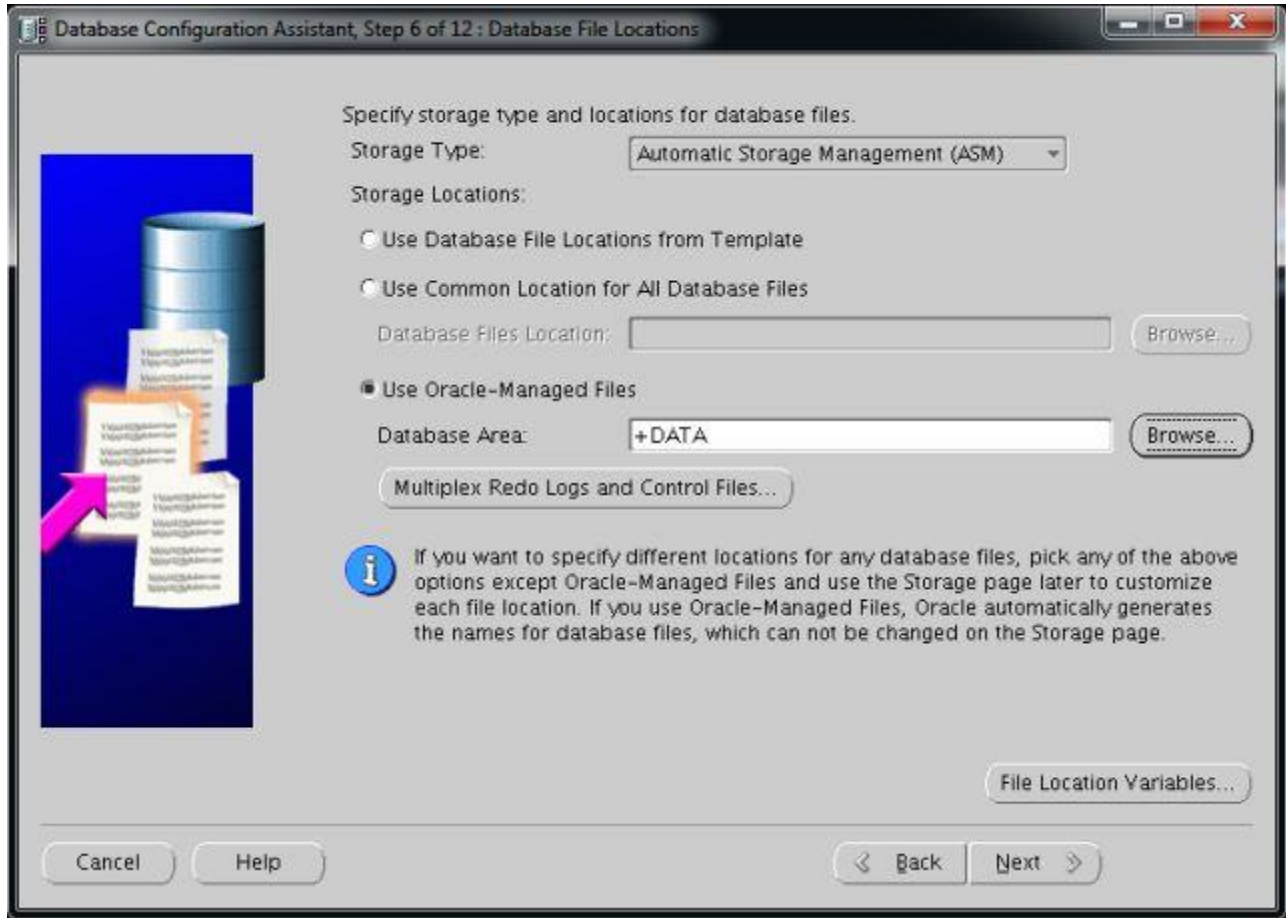 Database Configuration Assistant, Step 6 of 12 : Database File Locations
Specify storage type and locations for database files.
Storage Type:
Automatic Storage Management (ASM)
Storage Locations:
Use Database File Locations from Template
Use Common Location for All Database Files
Database Files Location:
Browse...
Use Oracle-Managed Files
Database Area:
+DATA
Browse...
Multiplex Redo Logs and Control Files...
If you want to specify different locations for any database files, pick any of the above
options except Oracle-Managed Files and use the Storage page later to customize
each file location. If you use Oracle-Managed Files, Oracle automatically generates
the names for database files, which can not be changed on the Storage page.
File Location Variables...
Cancel
Help
Back
Next